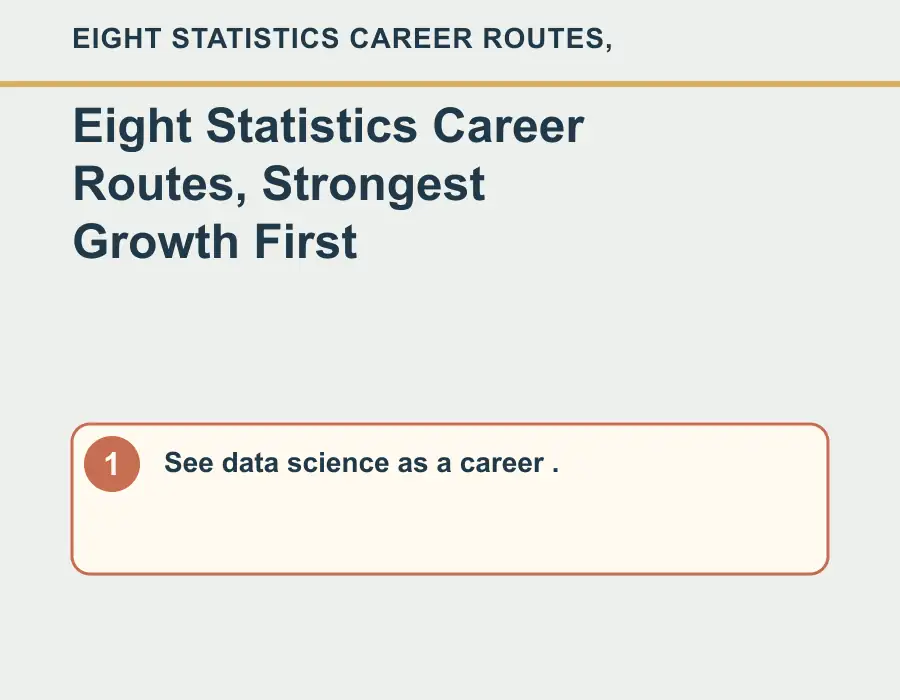 EIGHT STATISTICS CAREER ROUTES,
Eight Statistics Career
Routes, Strongest
Growth First
1
See data science as a career .